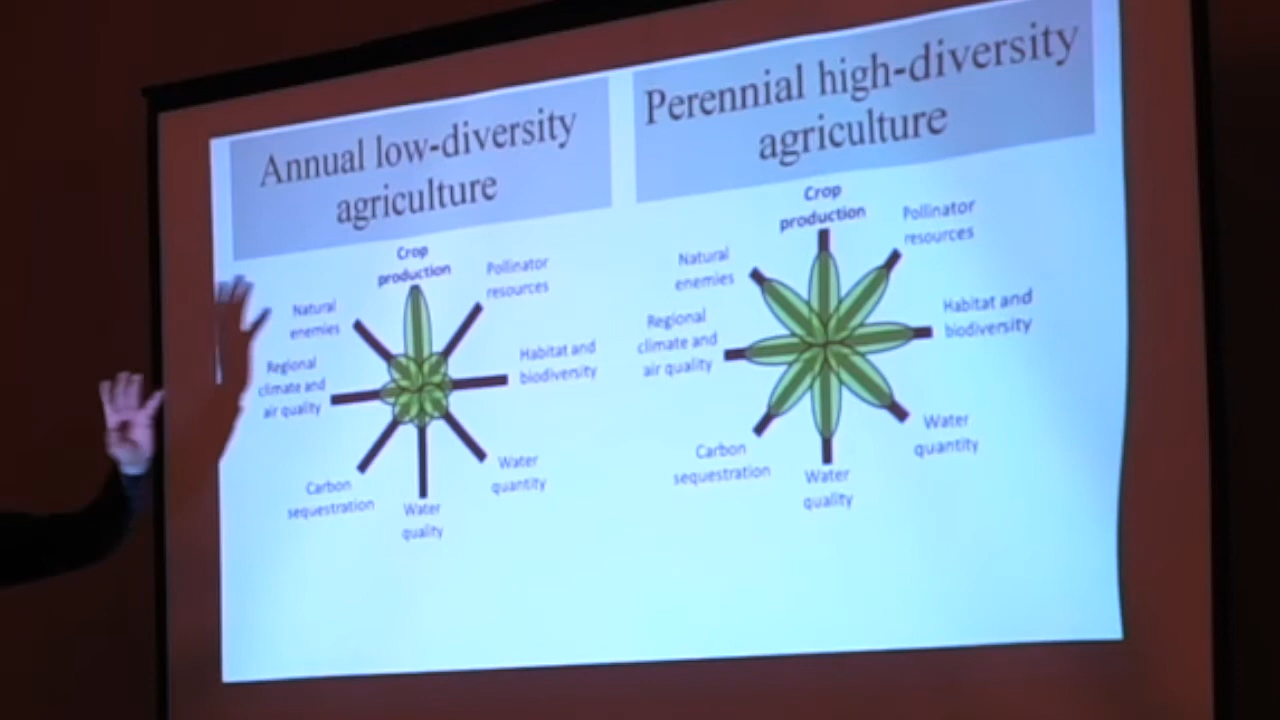 Annual low-diversity
agriculture
Crop
production
Pollinator
resources
Habitat and
biodiversity
Water
quantity
Water
quality
Carbon
sequestration
Regional
climate and
air quality
Natural
enemies
Perennial high-diversity
agriculture
Crop
production
Pollinator
resources
Habitat and
biodiversity
Water
quantity
Water
quality
Carbon
sequestration
Regional
climate and
air quality
Natural
enemies